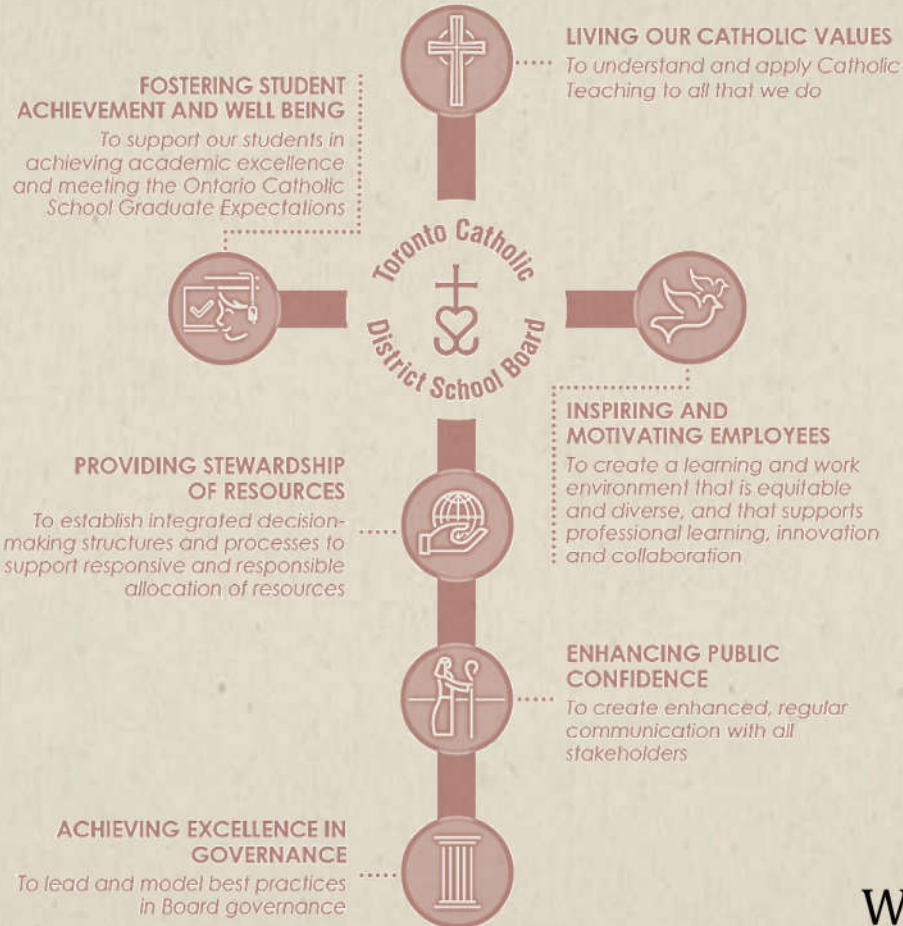 LIVING OUR CATHOLIC VALUES
To understand and apply Catholic
Teaching to all that we do
FOSTERING STUDENT
ACHIEVEMENT AND WELL BEING
To support our students in
achieving academic excellence
and meeting the Ontario Catholic
School Graduate Expectations
Toronto Catholic
District School Board
INSPIRING AND
MOTIVATING EMPLOYEES
To create a learning and work
environment that is equitable
and diverse, and that supports
professional learning, innovation
and collaboration
PROVIDING STEWARDSHIP
OF RESOURCES
To establish integrated decision-
making structures and processes to
support responsive and responsible
allocation of resources
ENHANCING PUBLIC
CONFIDENCE
To create enhanced, regular
communication with all
stakeholders
ACHIEVING EXCELLENCE IN
GOVERNANCE
To lead and model best practices
in Board governance
W